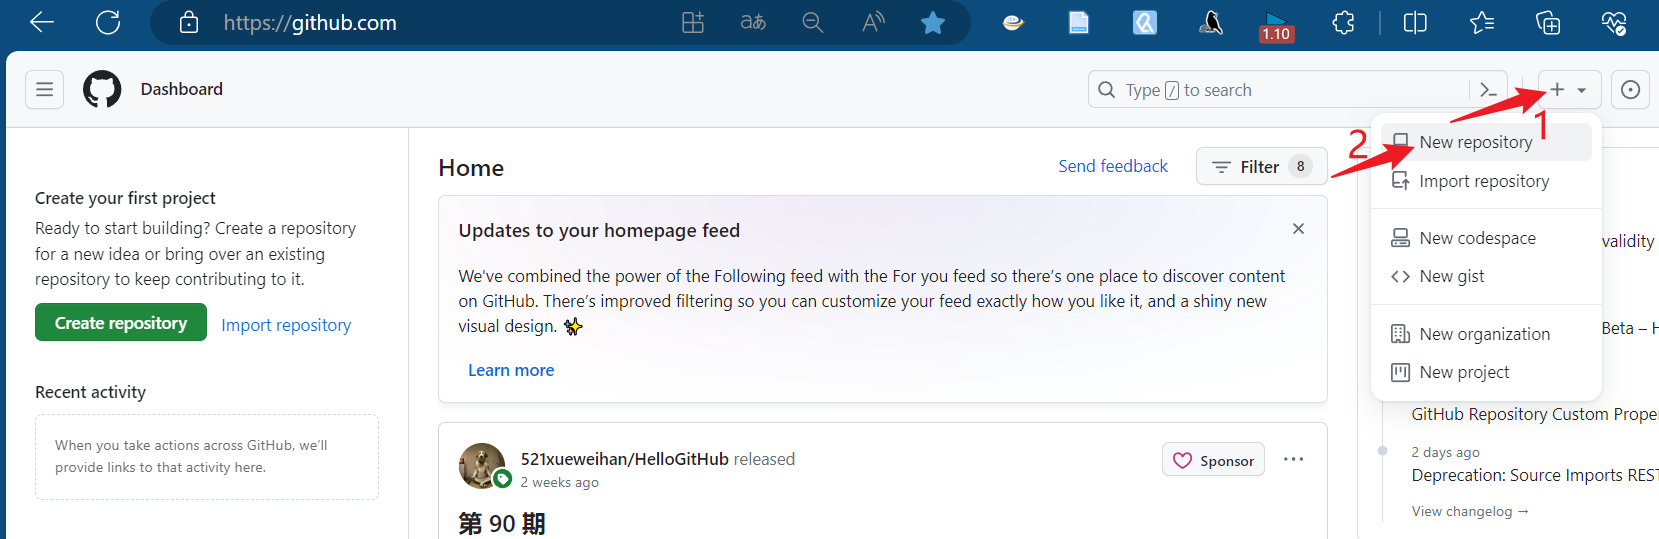 https://github.com
aあ
A
1.10
Dashboard
Type / to search
1
2
New repository
Import repository
New codespace
New gist
New organization
New project
Create your first project
Ready to start building? Create a repository
for a new idea or bring over an existing
repository to keep contributing to it.
Create repository
Import repository
Recent activity
When you take actions across GitHub, we’ll
provide links to that activity here.
Home
Send feedback
Filter 8
Updates to your homepage feed
We've combined the power of the Following feed with the For you feed so there’s one place to discover content
on GitHub. There’s improved filtering so you can customize your feed exactly how you like it, and a shiny new
visual design. ✨
Learn more
521xueweihan/HelloGitHub released
2 weeks ago
Sponsor
第 90 期
validity
Beta – H
GitHub Repository Custom Prope
2 days ago
Deprecation: Source Imports REST
View changelog →